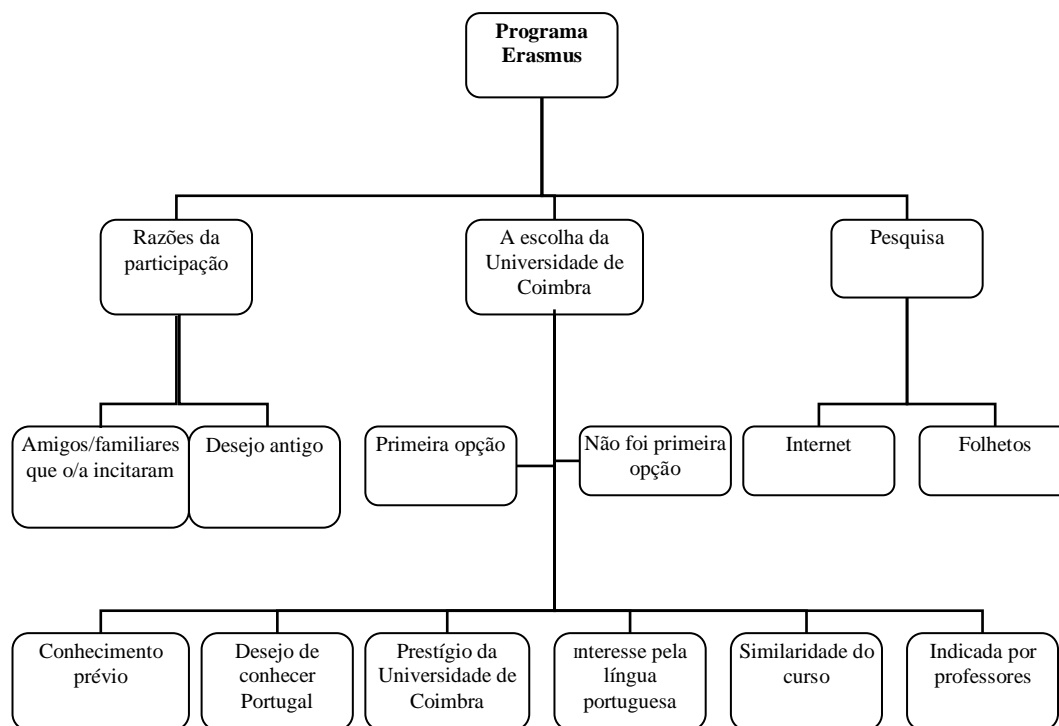 Programa
Erasmus
Razões da
participação
A escolha da
Universidade de
Coimbra
Pesquisa
Amigos/familiares
que o/a incitaram
Desejo antigo
Primeira opção
Não foi primeira
opção
Internet
Folhetos
Conhecimento
prévio
Desejo de
conhecer
Portugal
Prestígio da
Universidade de
Coimbra
Interesse pela
língua
portuguesa
Similaridade do
curso
Indicada por
professores